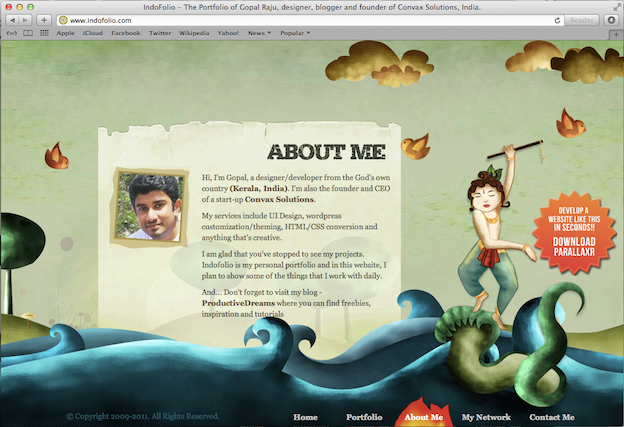 IndoFolio – The Portfolio of Gopal Raju, designer, blogger and founder of Convax Solutions, India.
www.indofolio.com
Reader
Apple iCloud Facebook Twitter Wikipedia Yahoo! News Popular
ABOUT ME
Hi, I'm Gopal, a designer/developer from the God's own
country (Kerala, India). I'm also the founder and CEO
of a start-up Convax Solutions.
My services include UI Design, wordpress
customization/theming, HTML/CSS conversion and
anything that's creative.
I am glad that you've stopped to see my projects.
Indofolio is my personal portfolio and in this website, I
plan to show some of the things that I work with daily.
And... Don't forget to visit my blog -
ProductiveDreams where you can find freebies,
inspiration and tutorials
DEVELOP A
WEBSITE LIKE THIS
IN SECONDS!!
DOWNLOAD
PARALLAXR
© Copyright 2009-2011. All Rights Reserved.
Home Portfolio About Me My Network Contact Me